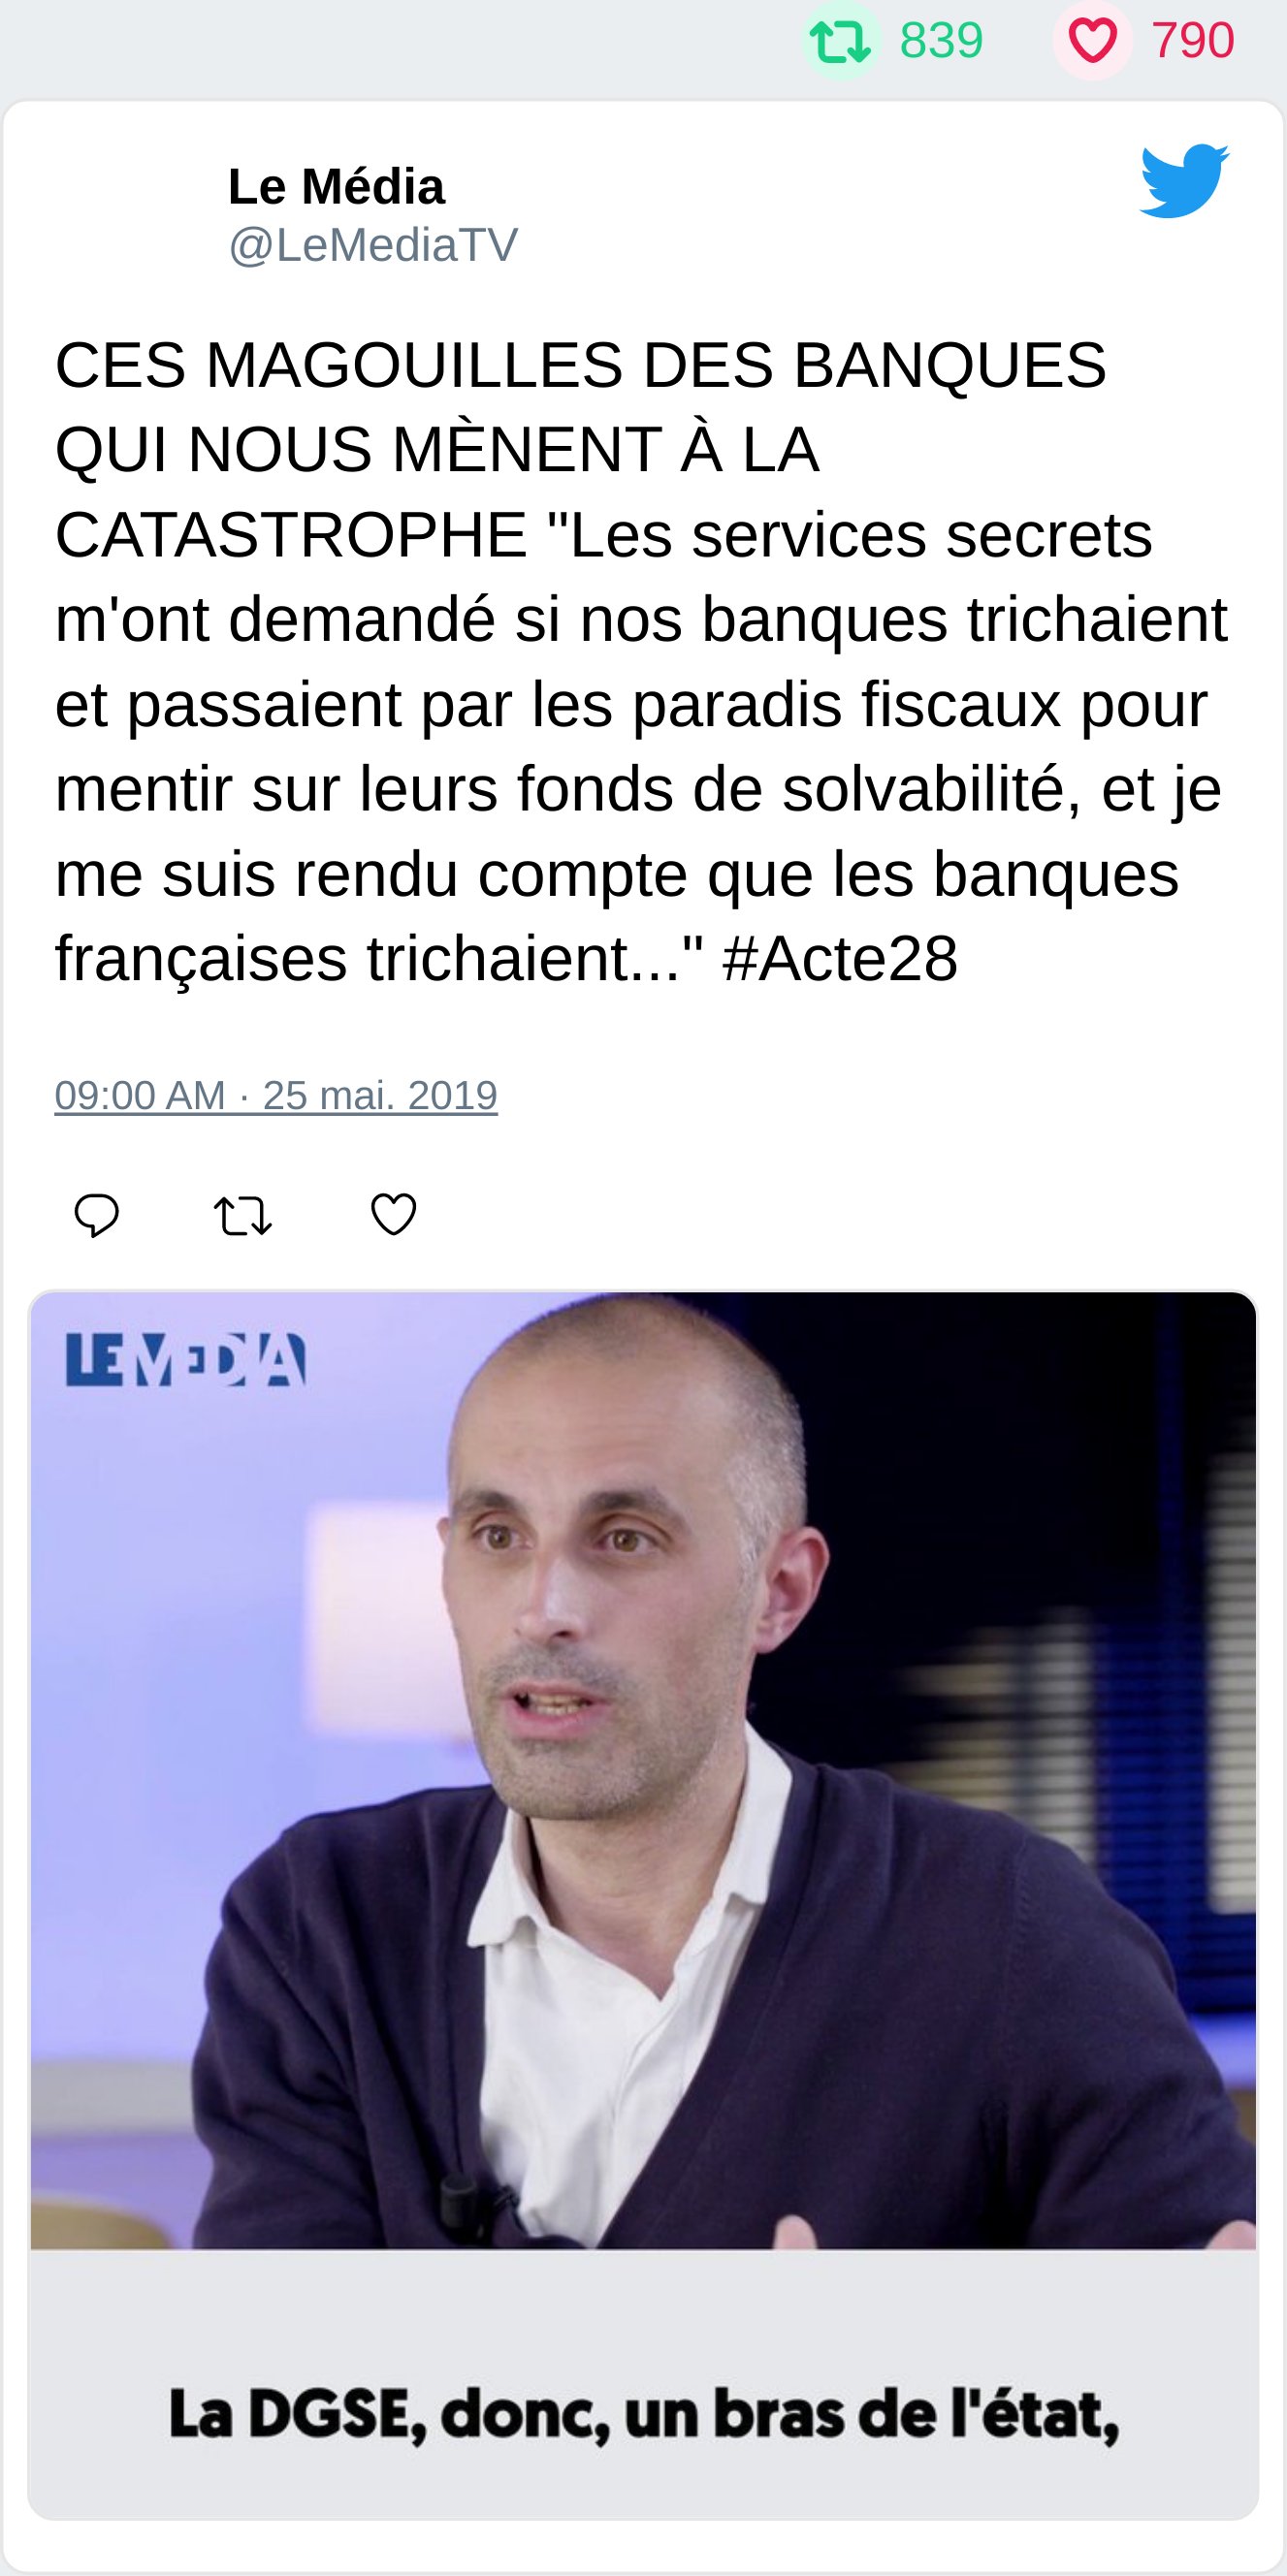 839 790
Le Média
@LeMediaTV
CES MAGOUILLES DES BANQUES
QUI NOUS MÈNENT À LA
CATASTROPHE "Les services secrets
m'ont demandé si nos banques trichaient
et passaient par les paradis fiscaux pour
mentir sur leurs fonds de solvabilité, et je
me suis rendu compte que les banques
françaises trichaient..." #Acte28
09:00 AM · 25 mai. 2019
LE MEDIA
La DGSE, donc, un bras de l'état,